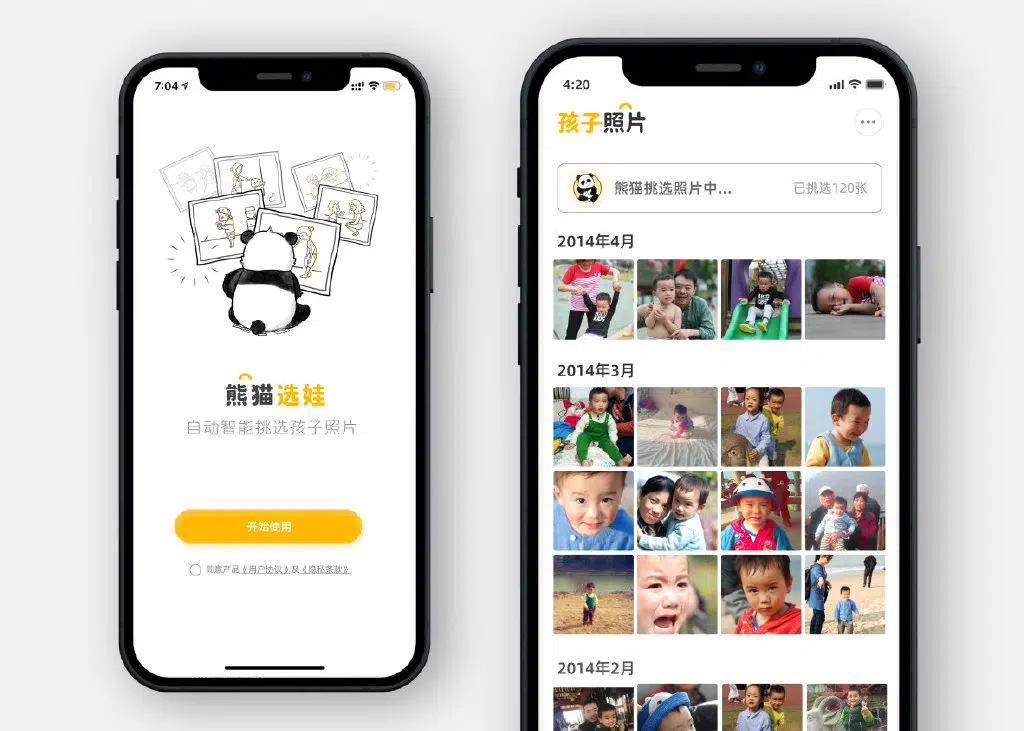 7:04
熊猫选娃
自动智能挑选孩子照片
开始使用
同意产品《用户协议》及《隐私条款》
4:20
孩子照片
熊猫挑选照片中...
已挑选120张
2014年4月
2014年3月
2014年2月